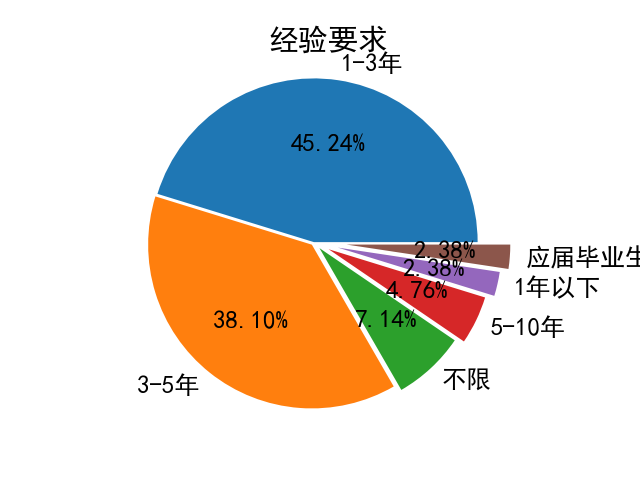 经验要求
1-3年
45.24%
38.10%
3-5年
7.14%
不限
4.76%
5-10年
2.38%
1年以下
2.38%
应届毕业生